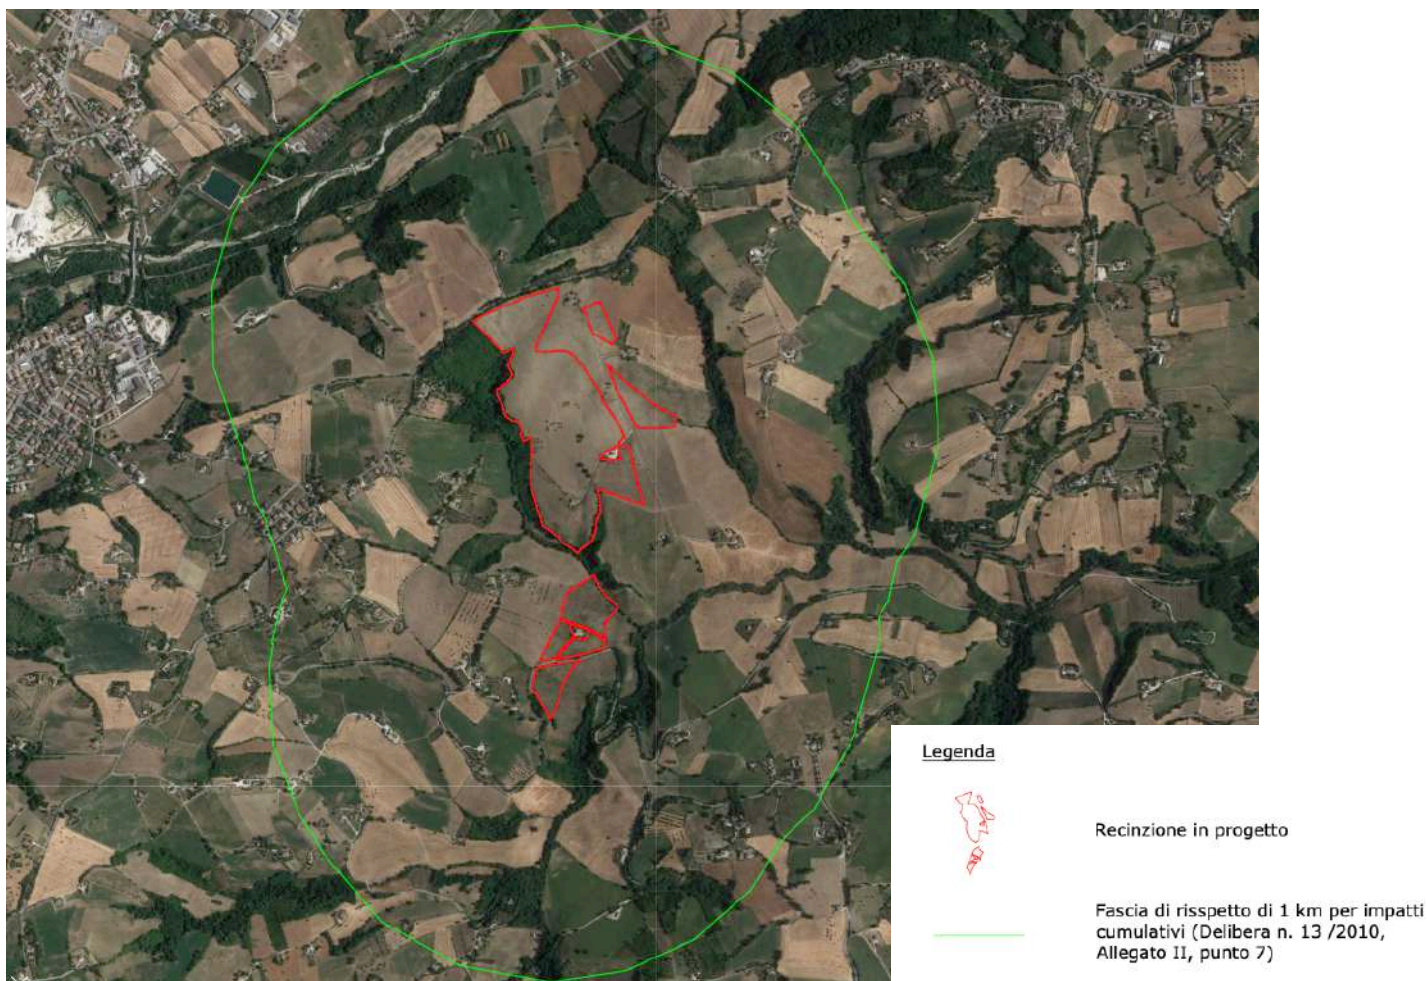 Legenda
Recinzione in progetto
Fascia di risspetto di 1 km per impatti
cumulativi (Delibera n. 13 /2010,
Allegato II, punto 7)